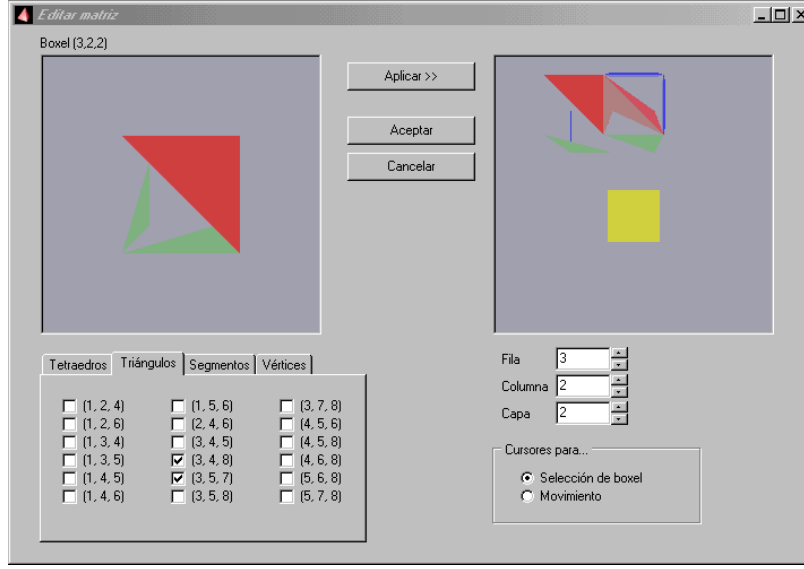 Editar matriz
Boxel (3,2,2)
Aplicar >>
Aceptar
Cancelar
Tetraedros Triángulos Segmentos Vértices
(1, 2, 4) (1, 5, 6) (3, 7, 8)
(1, 2, 6) (2, 4, 6) (4, 5, 6)
(1, 3, 4) (3, 4, 5) (4, 5, 8)
(1, 3, 5) (3, 4, 8) (4, 6, 8)
(1, 4, 5) (3, 5, 7) (5, 6, 8)
(1, 4, 6) (3, 5, 8) (5, 7, 8)
Fila 3
Columna 2
Capa 2
Cursores para...
Selección de boxel
Movimiento